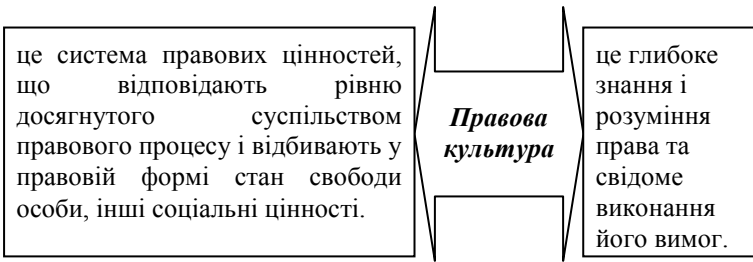 це система правових цінностей,
що відповідають рівню
досягнутого суспільством
правового процесу і відбивають у
правовій формі стан свободи
особи, інші соціальні цінності.
Правова
культура
це глибоке
знання і
розуміння
права та
свідоме
виконання
його вимог.